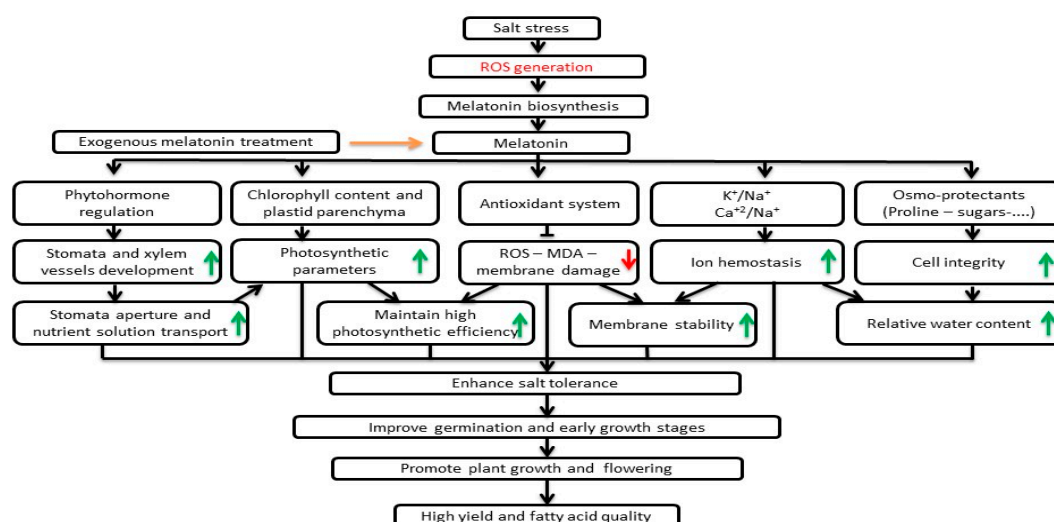 Salt stress
ROS generation
Melatonin biosynthesis
Exogenous melatonin treatment
Melatonin
Phytohormone
regulation
Chlorophyll content and
plastid parenchyma
Antioxidant system
K⁺/Na⁺
Ca⁺²/Na⁺
Osmo-protectants
(Proline – sugars-....)
Stomata and xylem
vessels development
Photosynthetic
parameters
ROS – MDA –
membrane damage
Ion hemostasis
Cell integrity
Stomata aperture and
nutrient solution transport
Maintain high
photosynthetic efficiency
Membrane stability
Relative water content
Enhance salt tolerance
Improve germination and early growth stages
Promote plant growth and flowering
High yield and fatty acid quality